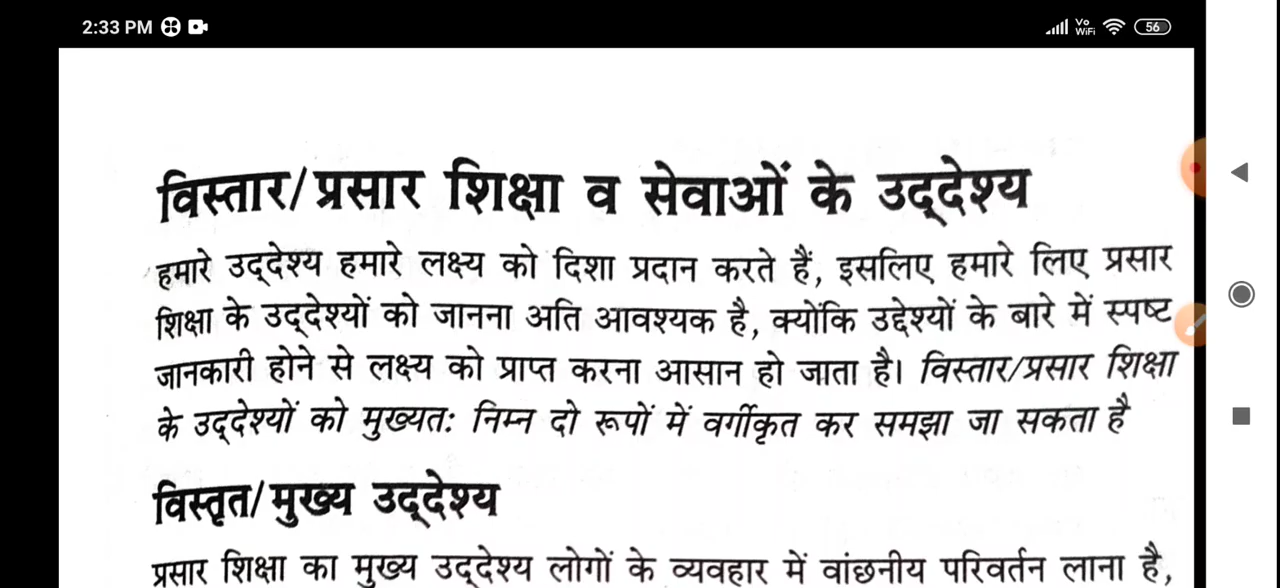 2:33 PM
Vo WiFi 56
विस्तार/प्रसार शिक्षा व सेवाओं के उद्‌देश्य
हमारे उद्‌देश्य हमारे लक्ष्य को दिशा प्रदान करते हैं, इसलिए हमारे लिए प्रसार
शिक्षा के उद्‌देश्यों को जानना अति आवश्यक है, क्योंकि उद्देश्यों के बारे में स्पष्ट
जानकारी होने से लक्ष्य को प्राप्त करना आसान हो जाता है। विस्तार/प्रसार शिक्षा
के उद्‌देश्यों को मुख्यत: निम्न दो रूपों में वर्गीकृत कर समझा जा सकता है
विस्तृत/मुख्य उद्‌देश्य
प्रसार शिक्षा का मुख्य उद्‌देश्य लोगों के व्यवहार में वांछनीय परिवर्तन लाना है,